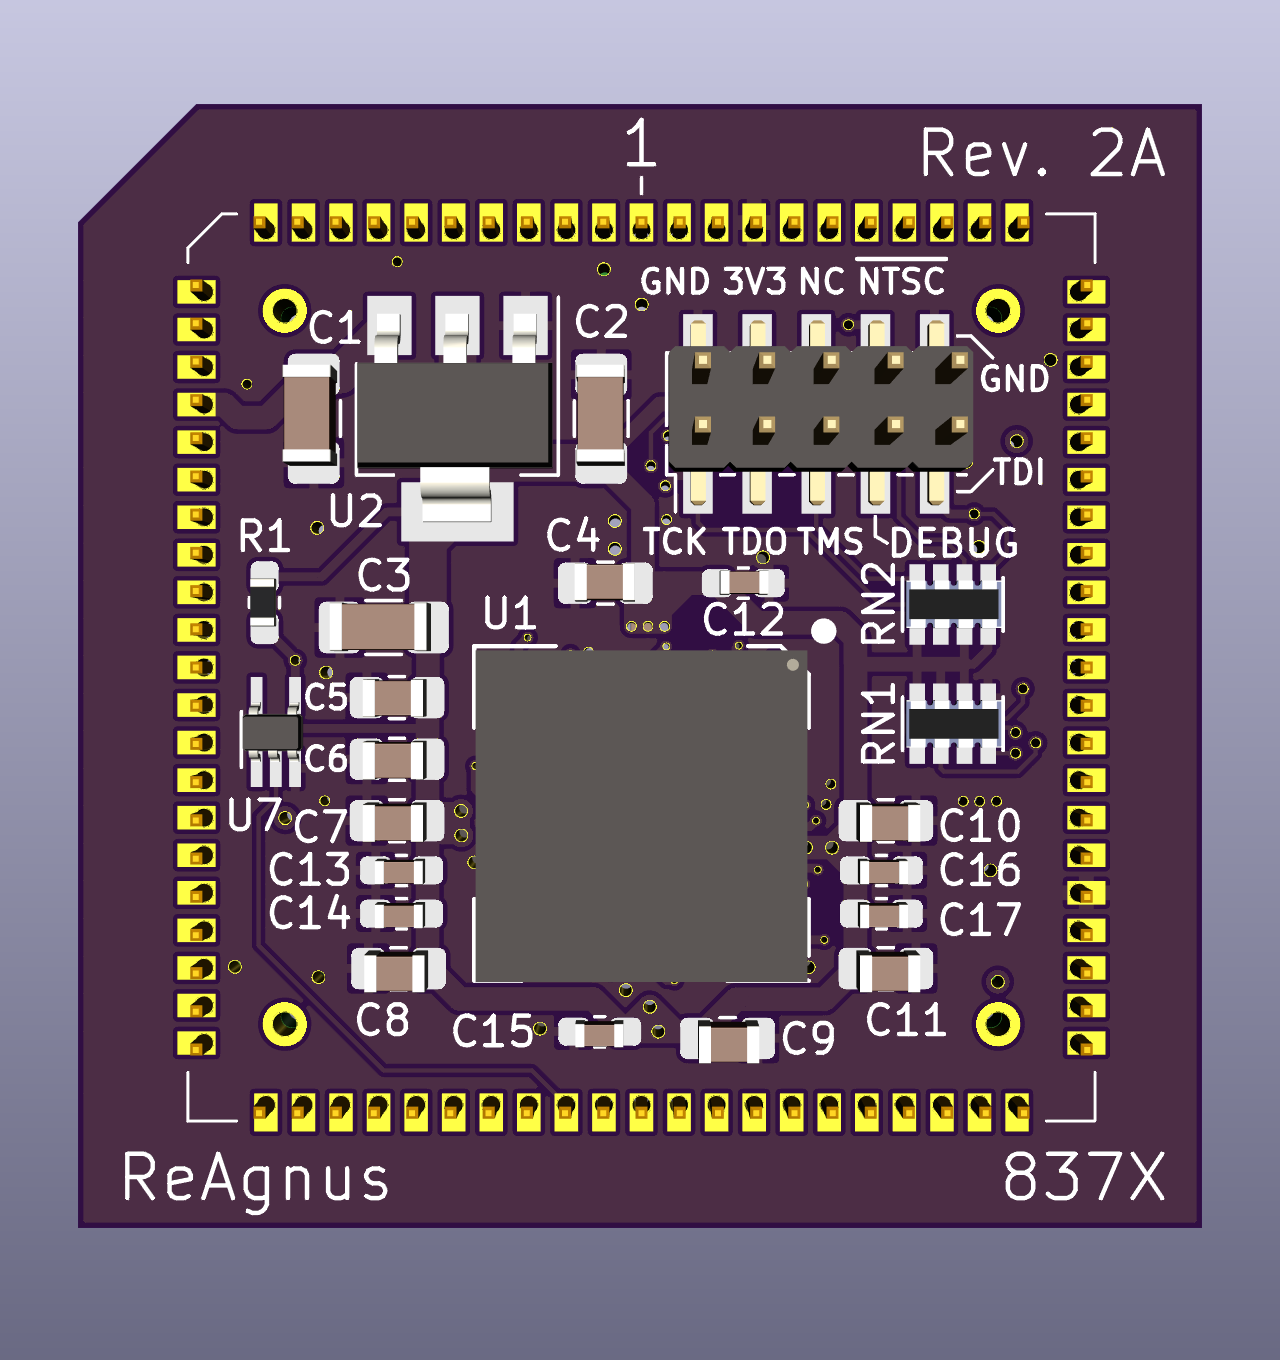 1
Rev. 2A
GND 3V3 NC NTSC
C1
C2
GND
TDI
U2
R1
C4
TCK TDO TMS DEBUG
C3
U1
C12
RN2
C5
RN1
C6
U7
C7
C10
C13
C16
C14
C17
C8
C15
C9
C11
ReAgnus
837X